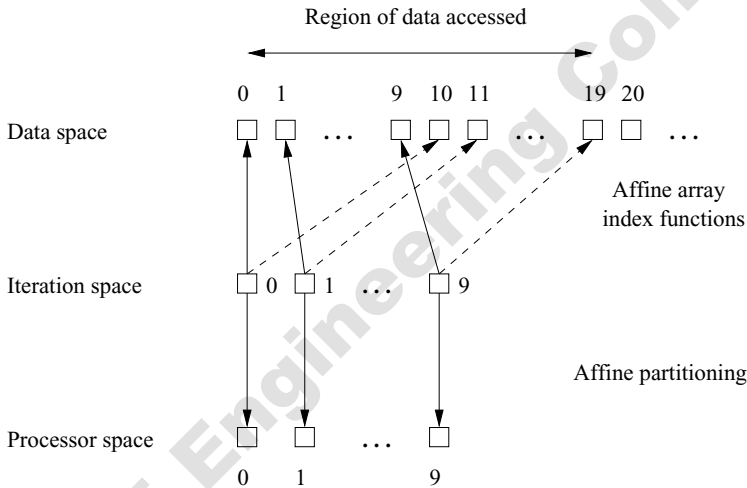 Region of data accessed
0 1 9 10 11 19 20
Data space ... ... ...
Affine array
index functions
Iteration space 0 1 ... 9
Affine partitioning
Processor space ...
0 1 9
Engineering